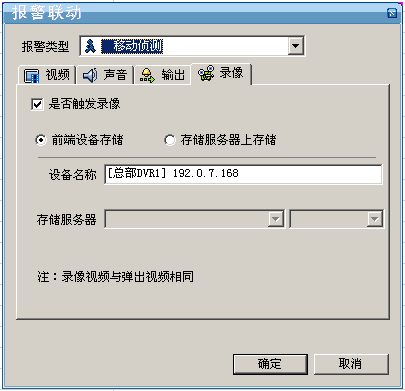 报警联动
报警类型 移动侦测
视频 声音 输出 录像
是否触发录像
前端设备存储 存储服务器上存储
设备名称 [总部DVR1] 192.0.7.168
存储服务器
注：录像视频与弹出视频相同
确定 取消